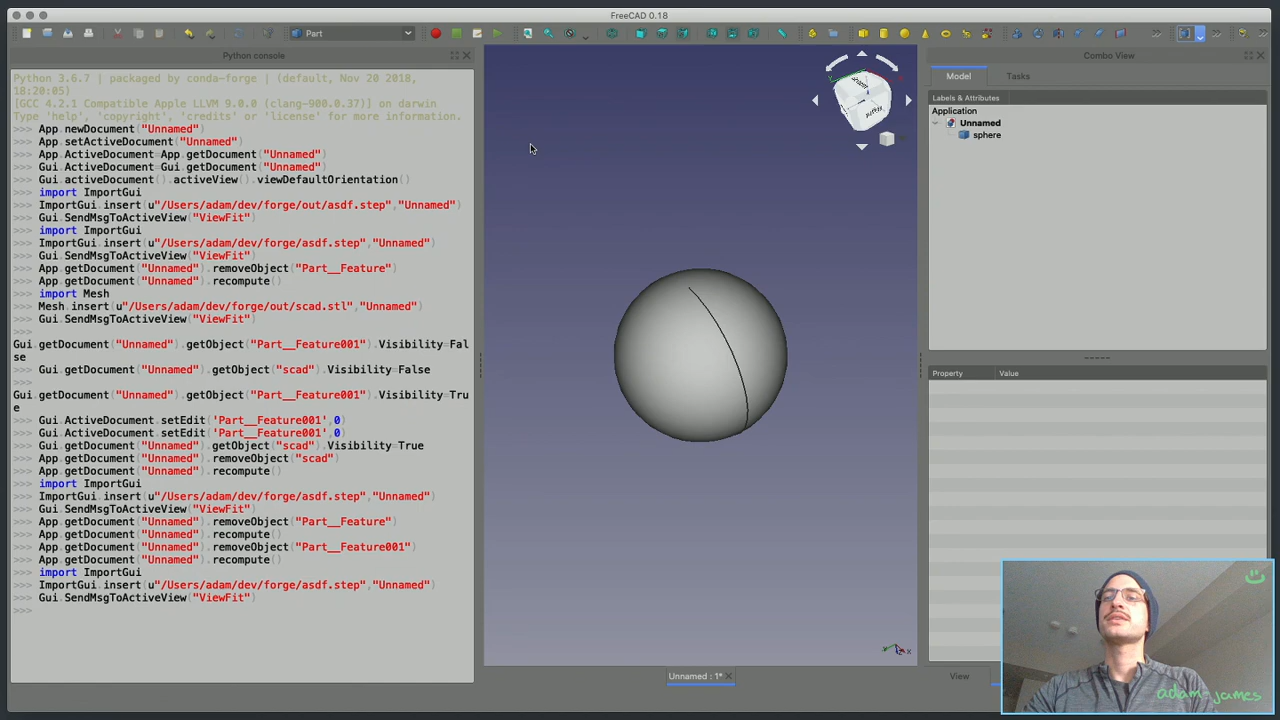 FreeCAD 0.18
Part
Python console
Combo View
Python 3.6.7 | packaged by conda-forge | (default, Nov 20 2018,
18:20:05)
[GCC 4.2.1 Compatible Apple LLVM 9.0.0 (clang-900.0.37)] on darwin
Type 'help', 'copyright', 'credits' or 'license' for more information.
>>> App.newDocument("Unnamed")
>>> App.setActiveDocument("Unnamed")
>>> App.ActiveDocument=App.getDocument("Unnamed")
>>> Gui.ActiveDocument=Gui.getDocument("Unnamed")
>>> Gui.activeDocument().activeView().viewDefaultOrientation()
>>> import ImportGui
>>> ImportGui.insert(u"/Users/adam/dev/forge/out/asdf.step","Unnamed")
>>> Gui.SendMsgToActiveView("ViewFit")
>>> import ImportGui
>>> ImportGui.insert(u"/Users/adam/dev/forge/asdf.step","Unnamed")
>>> Gui.SendMsgToActiveView("ViewFit")
>>> App.getDocument("Unnamed").removeObject("Part__Feature")
>>> App.getDocument("Unnamed").recompute()
>>> import Mesh
>>> Mesh.insert(u"/Users/adam/dev/forge/out/scad.stl","Unnamed")
>>> Gui.SendMsgToActiveView("ViewFit")
>>>
Gui.getDocument("Unnamed").getObject("Part__Feature001").Visibility=Fal
se
>>> Gui.getDocument("Unnamed").getObject("scad").Visibility=False
>>>
Gui.getDocument("Unnamed").getObject("Part__Feature001").Visibility=Tru
e
>>> Gui.ActiveDocument.setEdit('Part__Feature001',0)
>>> Gui.ActiveDocument.setEdit('Part__Feature001',0)
>>> Gui.getDocument("Unnamed").getObject("scad").Visibility=True
>>> App.getDocument("Unnamed").removeObject("scad")
>>> App.getDocument("Unnamed").recompute()
>>> import ImportGui
>>> ImportGui.insert(u"/Users/adam/dev/forge/asdf.step","Unnamed")
>>> Gui.SendMsgToActiveView("ViewFit")
>>> App.getDocument("Unnamed").removeObject("Part__Feature")
>>> App.getDocument("Unnamed").recompute()
>>> App.getDocument("Unnamed").removeObject("Part__Feature001")
>>> App.getDocument("Unnamed").recompute()
>>> import ImportGui
>>> ImportGui.insert(u"/Users/adam/dev/forge/asdf.step","Unnamed")
>>> Gui.SendMsgToActiveView("ViewFit")
>>>
Unnamed : 1*
Model Tasks
Labels & Attributes
Application
Unnamed
sphere
Property Value
View
adam-james